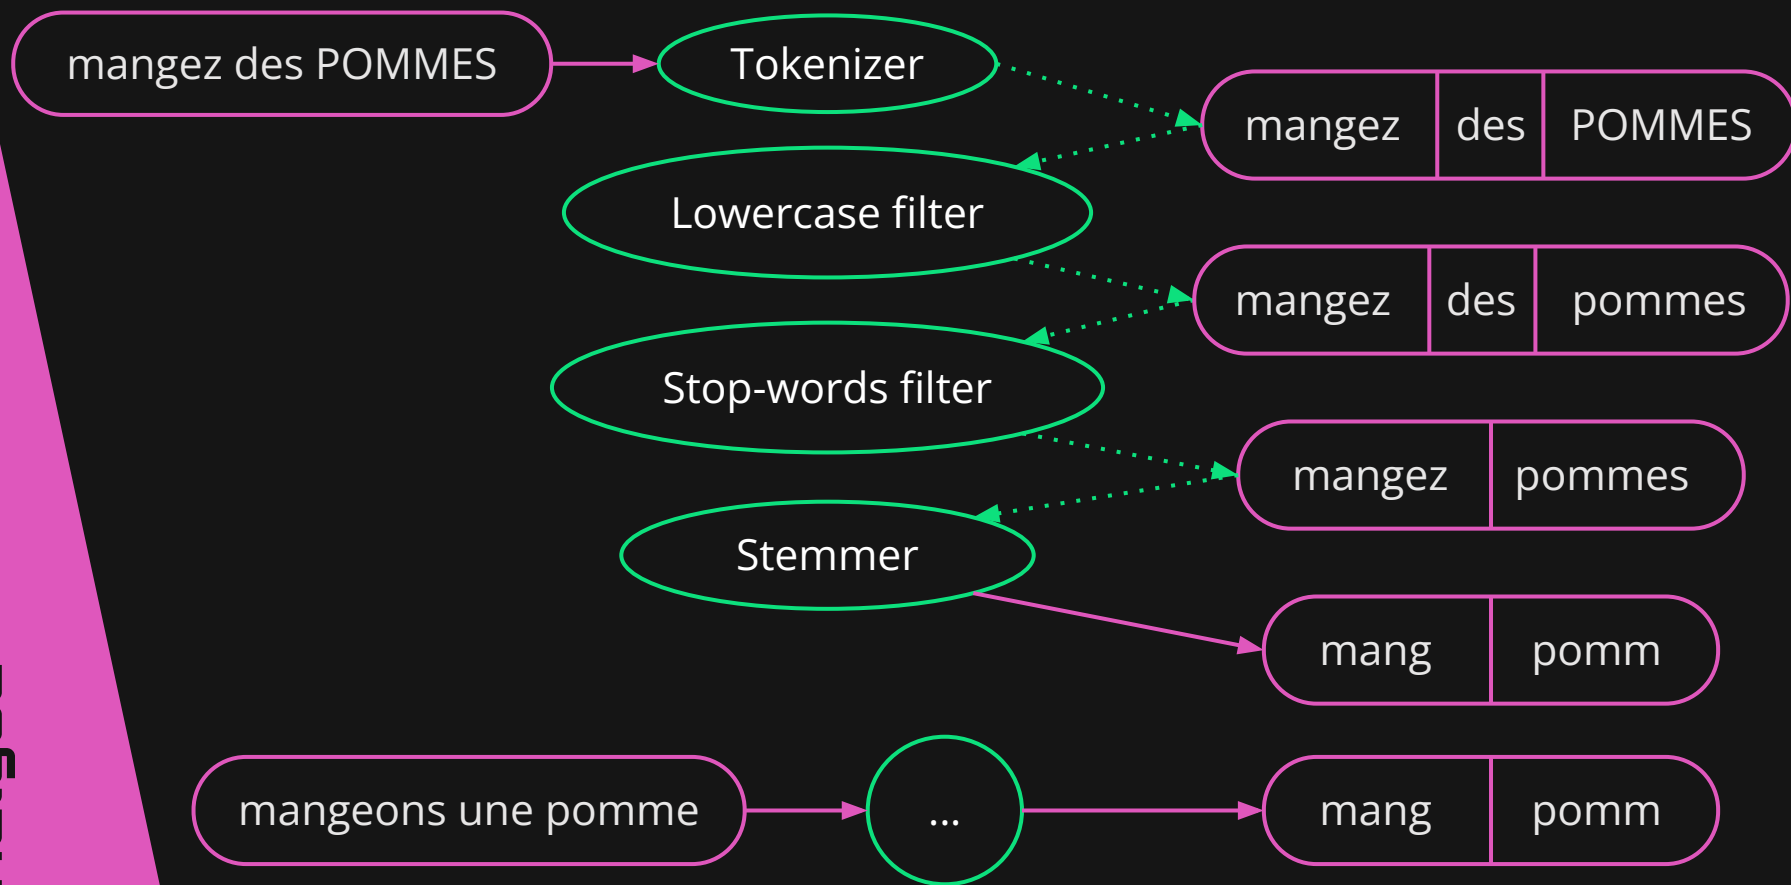 mangez des POMMES
Tokenizer
mangez des POMMES
Lowercase filter
mangez des pommes
Stop-words filter
mangez pommes
Stemmer
mang pomm
mangeons une pomme
...
mang pomm